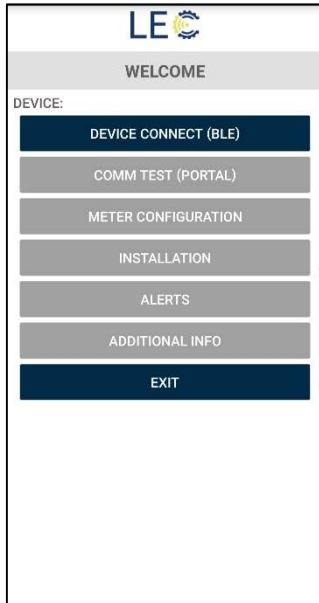 LEC
WELCOME
DEVICE:
DEVICE CONNECT (BLE)
COMM TEST (PORTAL)
METER CONFIGURATION
INSTALLATION
ALERTS
ADDITIONAL INFO
EXIT